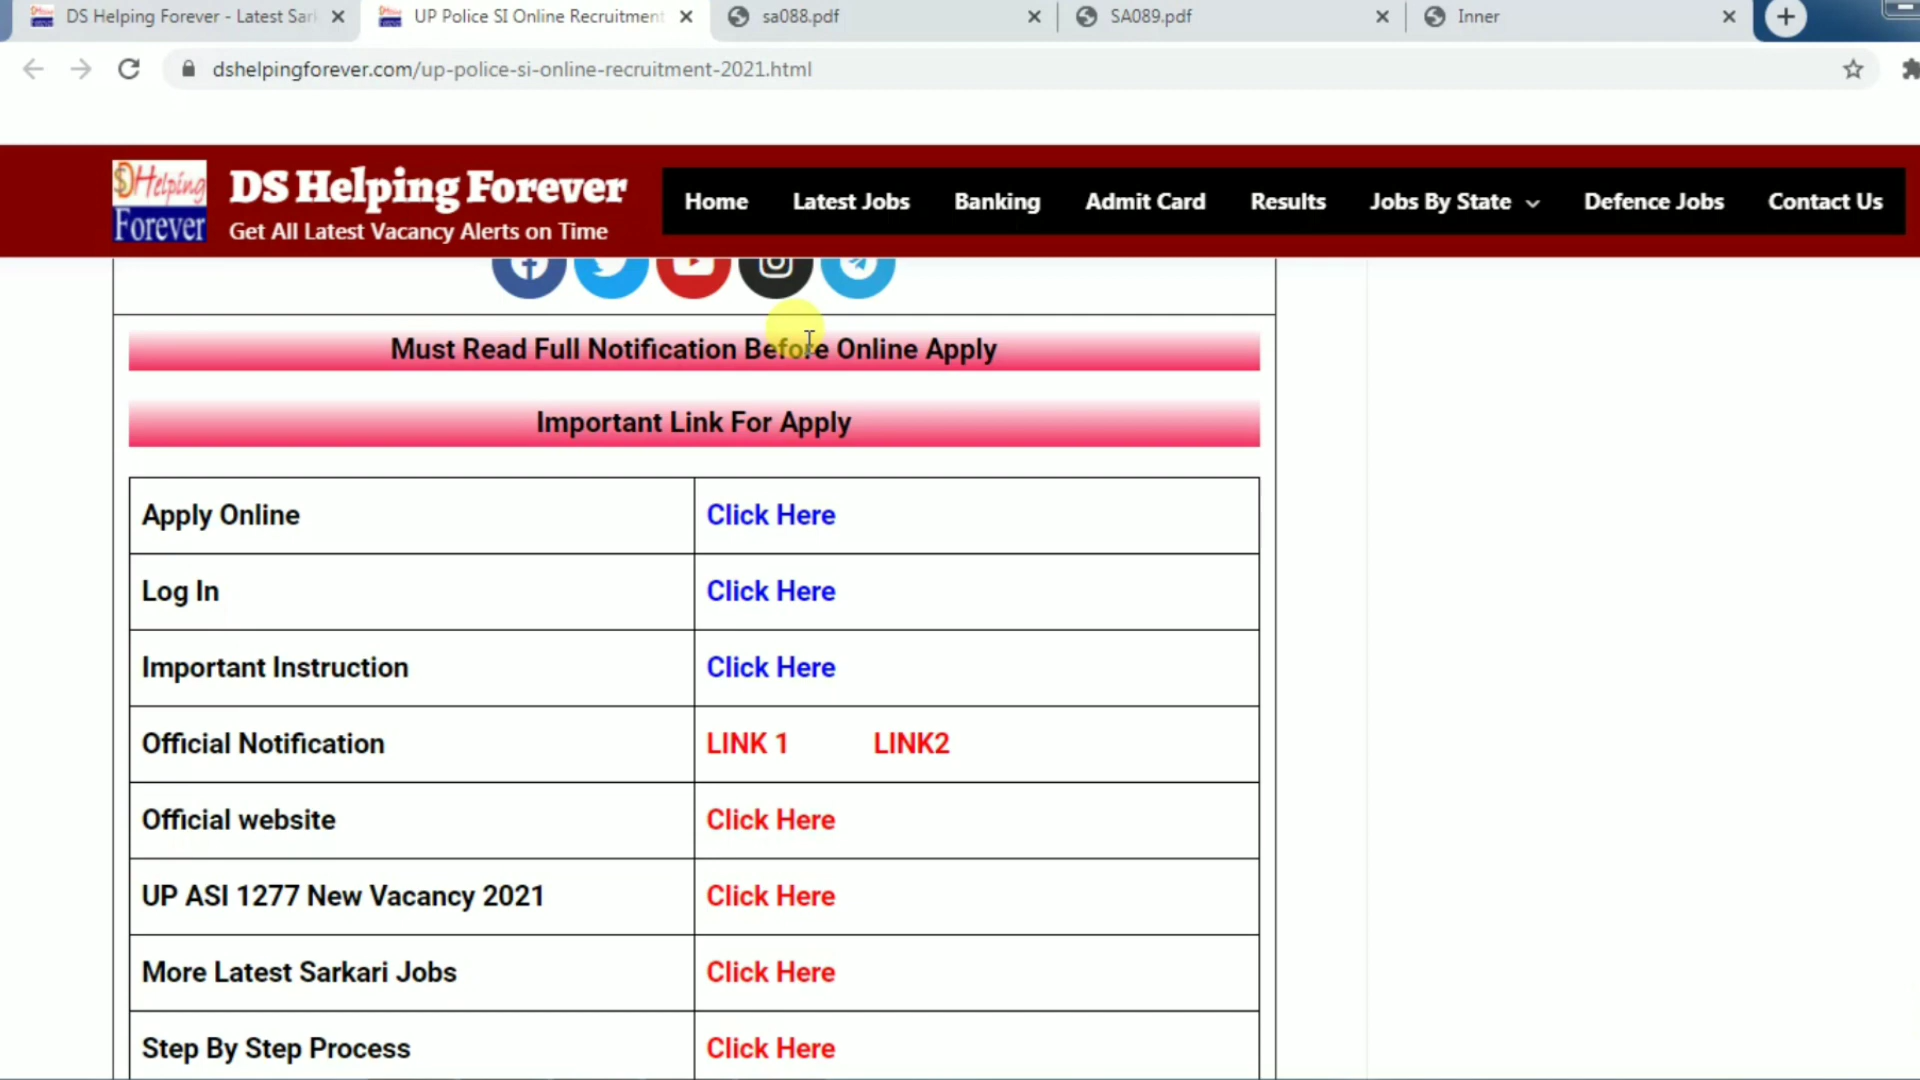 DS Helping Forever - Latest Sar
UP Police SI Online Recruitment
sa088.pdf
SA089.pdf
Inner
dshelpingforever.com/up-police-si-online-recruitment-2021.html
DHelping
Forever
DS Helping Forever
Get All Latest Vacancy Alerts on Time
Home Latest Jobs Banking Admit Card Results Jobs By State Defence Jobs Contact Us
Must Read Full Notification Before Online Apply
Important Link For Apply
Apply Online Click Here
Log In Click Here
Important Instruction Click Here
Official Notification LINK 1 LINK2
Official website Click Here
UP ASI 1277 New Vacancy 2021 Click Here
More Latest Sarkari Jobs Click Here
Step By Step Process Click Here